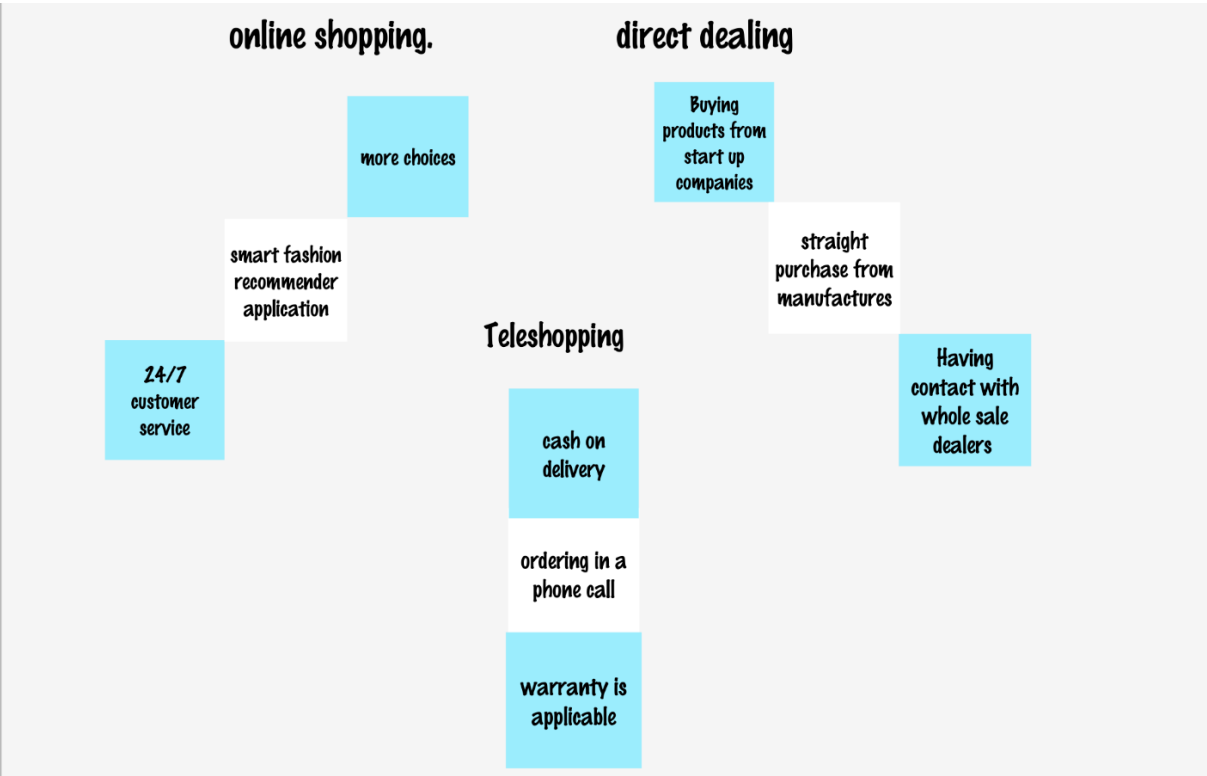 online shopping.
more choices
smart fashion
recommender
application
24/7
customer
service
direct dealing
Buying
products from
start up
companies
straight
purchase from
manufactures
Having
contact with
whole sale
dealers
Teleshopping
cash on
delivery
ordering in a
phone call
warranty is
applicable